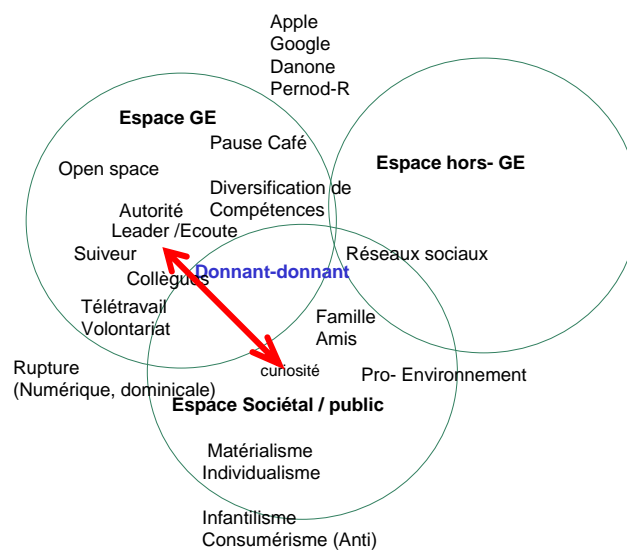 Apple
Google
Danone
Pernod-R
Espace GE
Pause Café
Espace hors- GE
Open space
Diversification de
Compétences
Autorité
Leader /Ecoute
Suiveur
Réseaux sociaux
Donnant-donnant
Collègues
Télétravail
Volontariat
Famille
Amis
Rupture
(Numérique, dominicale)
curiosité
Pro- Environnement
Espace Sociétal / public
Matérialisme
Individualisme
Infantilisme
Consumérisme (Anti)